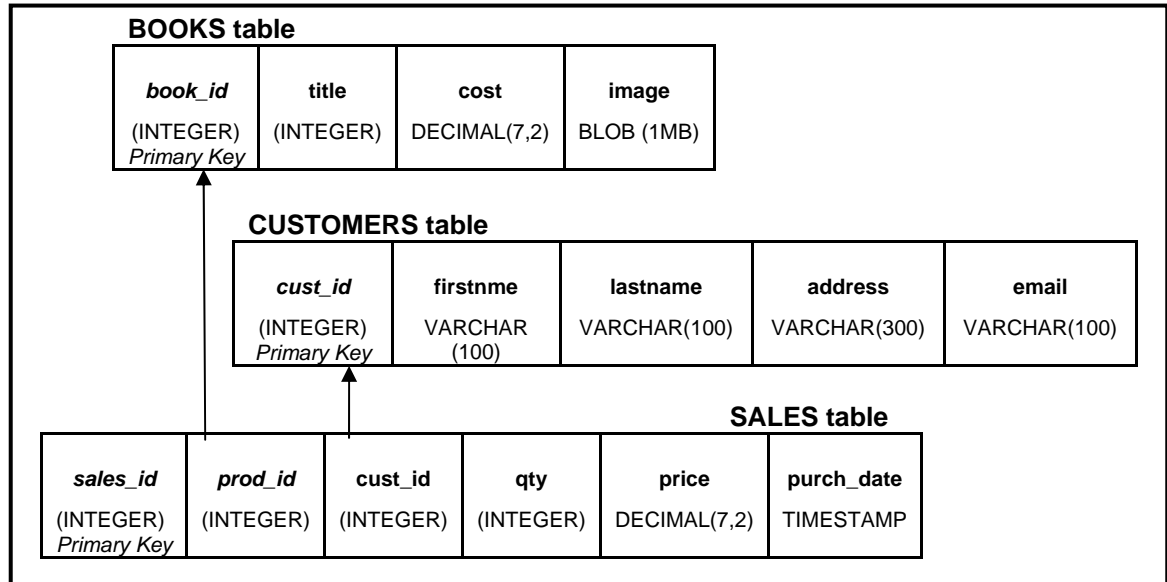 BOOKS table
book_id title cost image
(INTEGER) (INTEGER) DECIMAL(7,2) BLOB (1MB)
Primary Key
CUSTOMERS table
cust_id firstnme lastname address email
(INTEGER) VARCHAR VARCHAR(100) VARCHAR(300) VARCHAR(100)
Primary Key (100)
SALES table
sales_id prod_id cust_id qty price purch_date
(INTEGER) (INTEGER) (INTEGER) (INTEGER) DECIMAL(7,2) TIMESTAMP
Primary Key